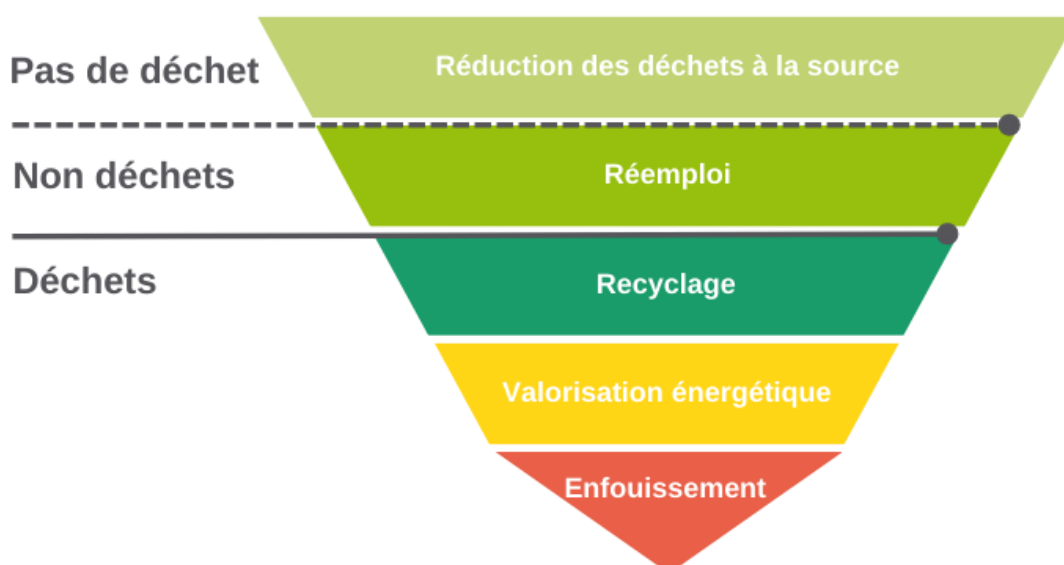 Pas de déchet
Réduction des déchets à la source
Non déchets
Réemploi
Déchets
Recyclage
Valorisation énergétique
Enfouissement